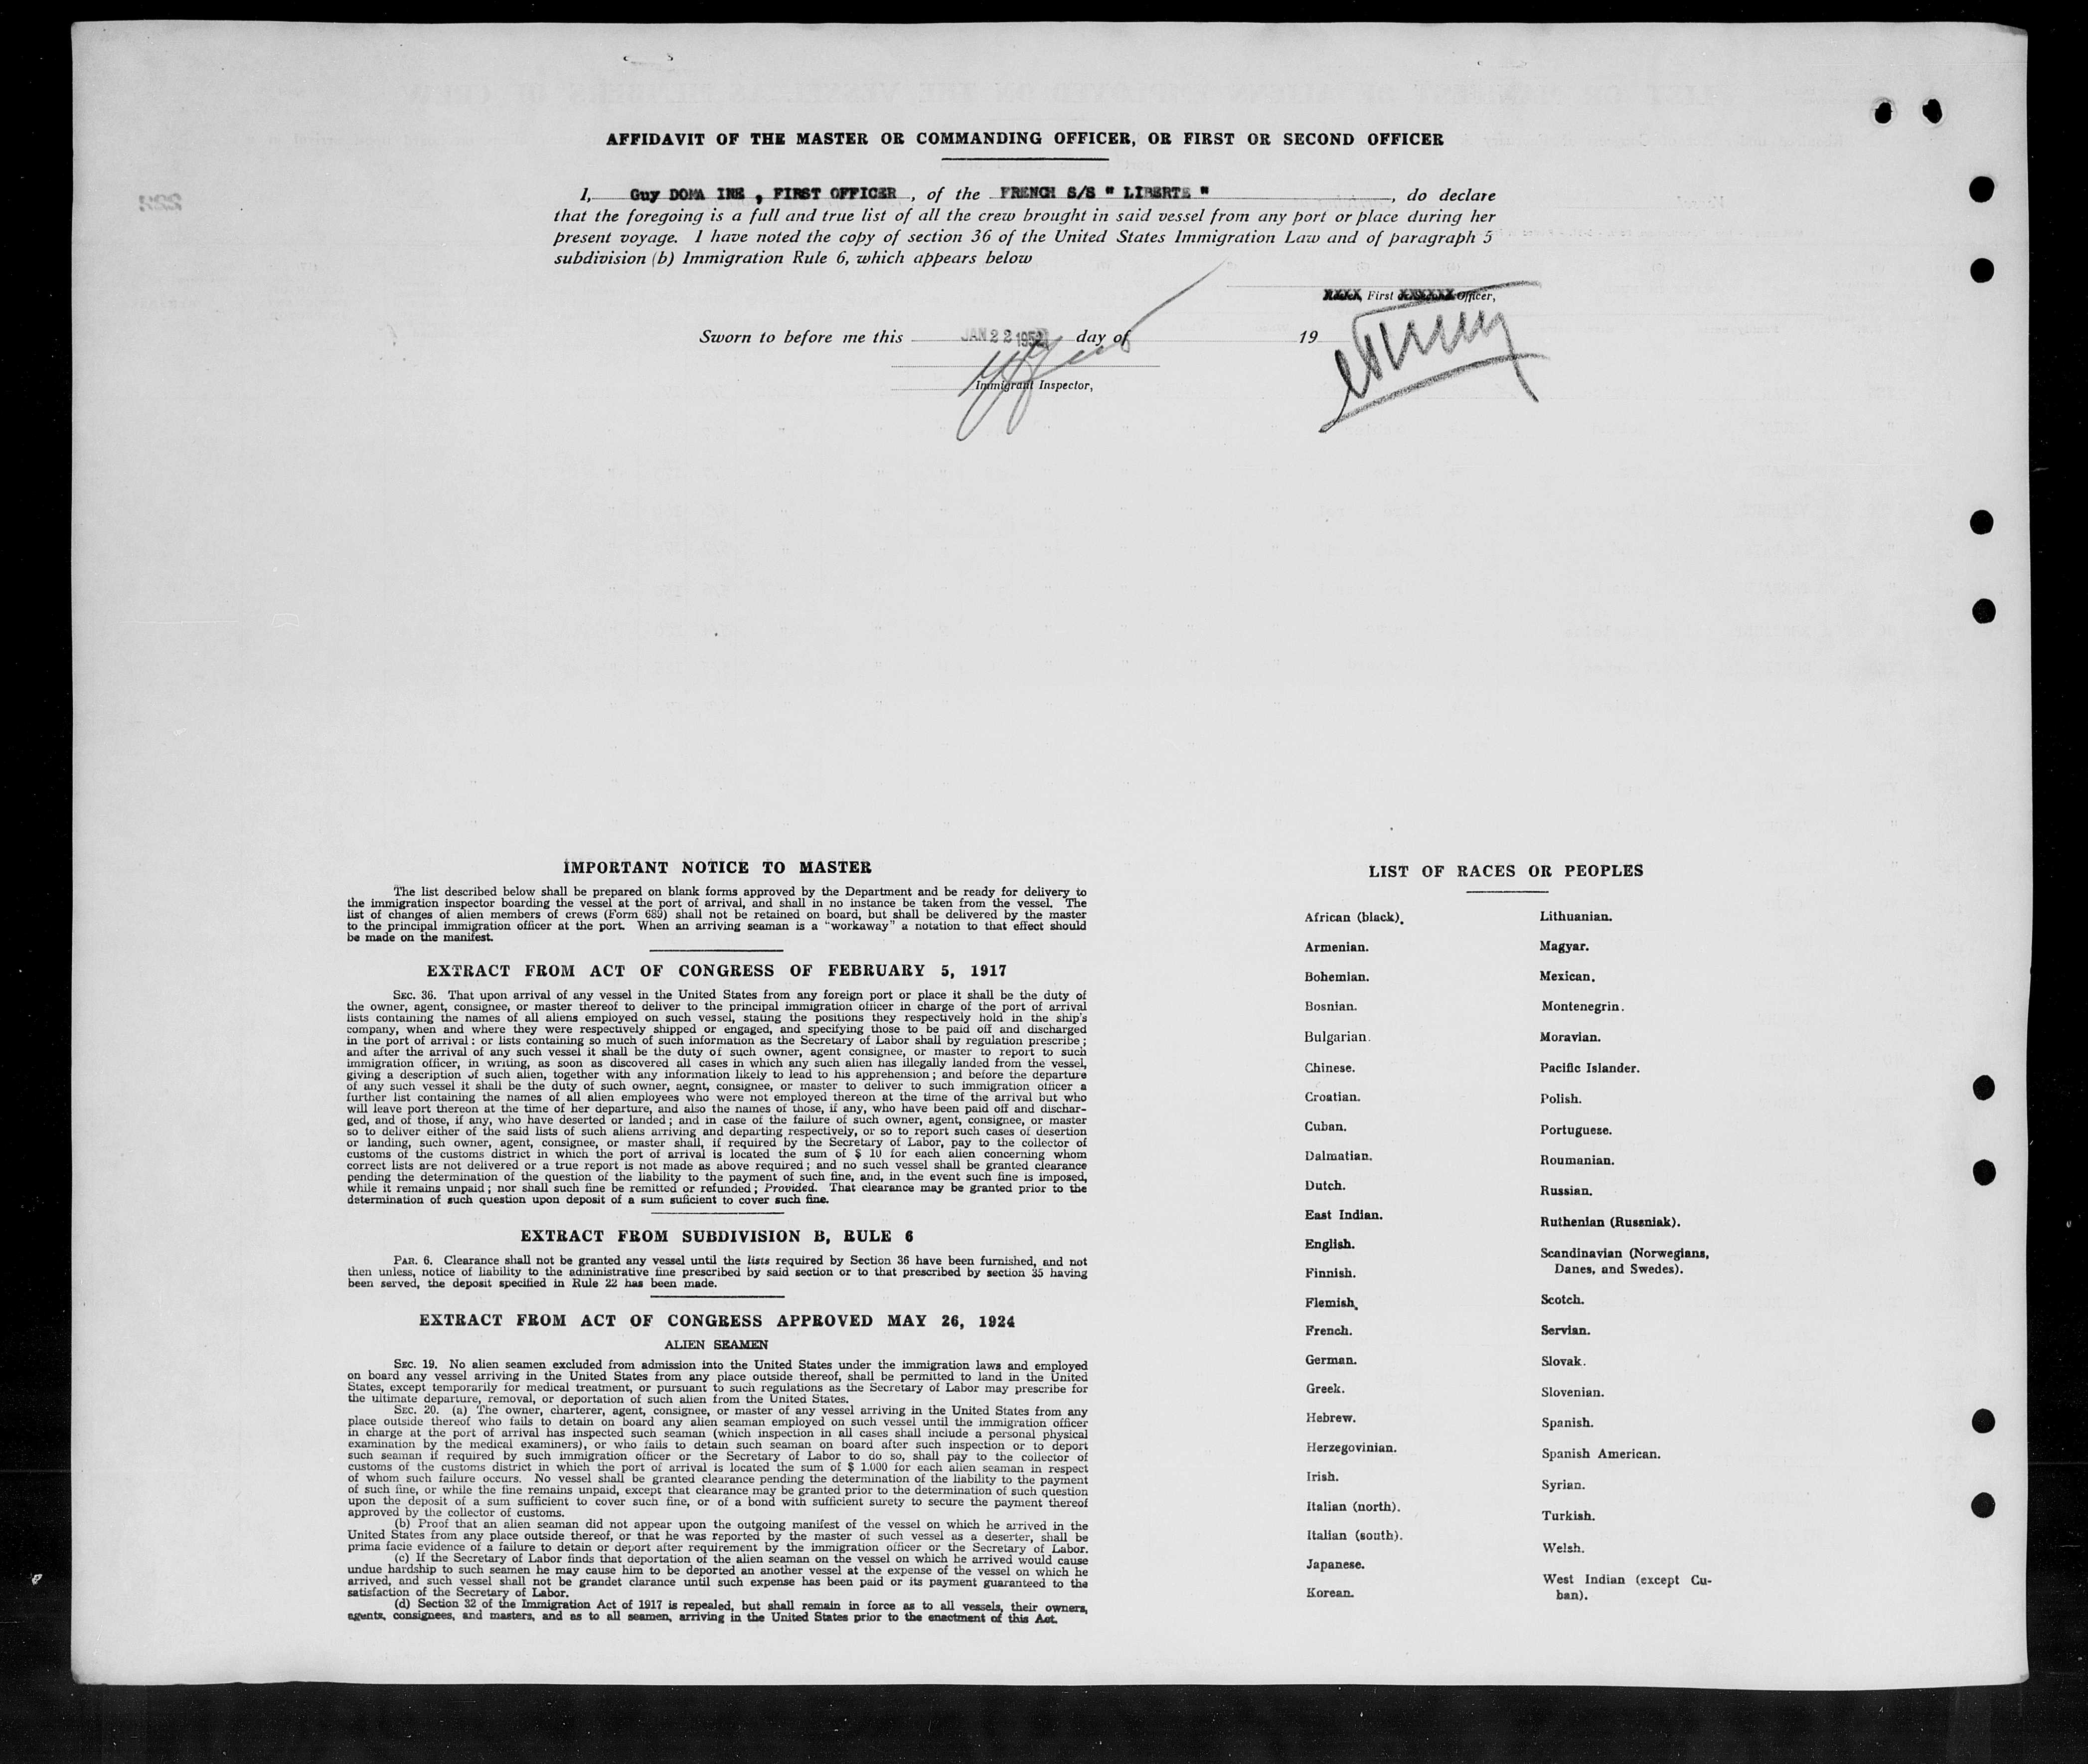 AFFIDAVIT OF THE MASTER OR COMMANDING OFFICER, OR FIRST OR SECOND OFFICER
I, Guy DOMA INE , FIRST OFFICER , of the FRENCH S/S " LIBERTE " , do declare
that the foregoing is a full and true list of all the crew brought in said vessel from any port or place during her
present voyage. I have noted the copy of section 36 of the United States Immigration Law and of paragraph 5
subdivision (b) Immigration Rule 6, which appears below
First Officer,
Sworn to before me this JAN 22 1952 day of 19
Immigrant Inspector,
IMPORTANT NOTICE TO MASTER
The list described below shall be prepared on blank forms approved by the Department and be ready for delivery to
the immigration inspector boarding the vessel at the port of arrival, and shall in no instance be taken from the vessel. The
list of changes of alien members of crews (Form 689) shall not be retained on board, but shall be delivered by the master
to the principal immigration officer at the port. When an arriving seaman is a "workaway" a notation to that effect should
be made on the manifest.
EXTRACT FROM ACT OF CONGRESS OF FEBRUARY 5, 1917
SEC. 36. That upon arrival of any vessel in the United States from any foreign port or place it shall be the duty of
the owner, agent, consignee, or master thereof to deliver to the principal immigration officer in charge of the port of arrival
lists containing the names of all aliens employed on such vessel, stating the positions they respectively hold in the ship's
company, when and where they were respectively shipped or engaged, and specifying those to be paid off and discharged
in the port of arrival: or lists containing so much of such information as the Secretary of Labor shall by regulation prescribe;
and after the arrival of any such vessel it shall be the duty of such owner, agent consignee, or master to report to such
immigration officer, in writing, as soon as discovered all cases in which any such alien has illegally landed from the vessel,
giving a description of such alien, together with any information likely to lead to his apprehension; and before the departure
of any such vessel it shall be the duty of such owner, aegnt, consignee, or master to deliver to such immigration officer a
further list containing the names of all alien employees who were not employed thereon at the time of the arrival but who
will leave port thereon at the time of her departure, and also the names of those, if any, who have been paid off and dischar-
ged, and of those, if any, who have deserted or landed; and in case of the failure of such owner, agent, consignee, or master
so to deliver either of the said lists of such aliens arriving and departing respectively, or so to report such cases of desertion
or landing, such owner, agent, consignee, or master shall, if required by the Secretary of Labor, pay to the collector of
customs of the customs district in which the port of arrival is located the sum of $ 10 for each alien concerning whom
correct lists are not delivered or a true report is not made as above required; and no such vessel shall be granted clearance
pending the determination of the question of the liability to the payment of such fine, and, in the event such fine is imposed,
while it remains unpaid; nor shall such fine be remitted or refunded; Provided. That clearance may be granted prior to the
determination of such question upon deposit of a sum suficient to cover such fine.
EXTRACT FROM SUBDIVISION B, RULE 6
PAR. 6. Clearance shall not be granted any vessel until the lists required by Section 36 have been furnished, and not
then unless, notice of liability to the administrative fine prescribed by said section or to that prescribed by section 35 having
been served, the deposit specified in Rule 22 has been made.
EXTRACT FROM ACT OF CONGRESS APPROVED MAY 26, 1924
ALIEN SEAMEN
SEC. 19. No alien seamen excluded from admission into the United States under the immigration laws and employed
on board any vessel arriving in the United States from any place outside thereof, shall be permitted to land in the United
States, except temporarily for medical treatment, or pursuant to such regulations as the Secretary of Labor may prescribe for
the ultimate departure, removal, or deportation of such alien from the United States.
SEC. 20. (a) The owner, charterer, agent, consignee, or master of any vessel arriving in the United States from any
place outside thereof who fails to detain on board any alien seaman employed on such vessel until the immigration officer
in charge at the port of arrival has inspected such seaman (which inspection in all cases shall include a personal physical
examination by the medical examiners), or who fails to detain such seaman on board after such inspection or to deport
such seaman if required by such immigration officer or the Secretary of Labor to do so, shall pay to the collector of
customs of the customs district in which the port of arrival is located the sum of $ 1.000 for each alien seaman in respect
of whom such failure occurs. No vessel shall be granted clearance pending the determination of the liability to the payment
of such fine, or while the fine remains unpaid, except that clearance may be granted prior to the determination of such question
upon the deposit of a sum sufficient to cover such fine, or of a bond with sufficient surety to secure the payment thereof
approved by the collector of customs.
(b) Proof that an alien seaman did not appear upon the outgoing manifest of the vessel on which he arrived in the
United States from any place outside thereof, or that he was reported by the master of such vessel as a deserter, shall be
prima facie evidence of a failure to detain or deport after requirement by the immigration officer or the Secretary of Labor.
(c) If the Secretary of Labor finds that deportation of the alien seaman on the vessel on which he arrived would cause
undue hardship to such seamen he may cause him to be deported an another vessel at the expense of the vessel on which he
arrived, and such vessel shall not be grandet clarance until such expense has been paid or its payment guaranteed to the
satisfaction of the Secretary of Labor.
(d) Section 32 of the Immigration Act of 1917 is repealed, but shall remain in force as to all vessels, their owners,
agents, consignees, and masters, and as to all seamen, arriving in the United States prior to the enactment of this Act.
LIST OF RACES OR PEOPLES
African (black).
Armenian.
Bohemian.
Bosnian.
Bulgarian.
Chinese.
Croatian.
Cuban.
Dalmatian.
Dutch.
East Indian.
English.
Finnish.
Flemish.
French.
German.
Greek.
Hebrew.
Herzegovinian.
Irish.
Italian (north).
Italian (south).
Japanese.
Korean.
Lithuanian.
Magyar.
Mexican.
Montenegrin.
Moravian.
Pacific Islander.
Polish.
Portuguese.
Roumanian.
Russian.
Ruthenian (Russniak).
Scandinavian (Norwegians,
Danes, and Swedes).
Scotch.
Servian.
Slovak.
Slovenian.
Spanish.
Spanish American.
Syrian.
Turkish.
Welsh.
West Indian (except Cu-
ban).